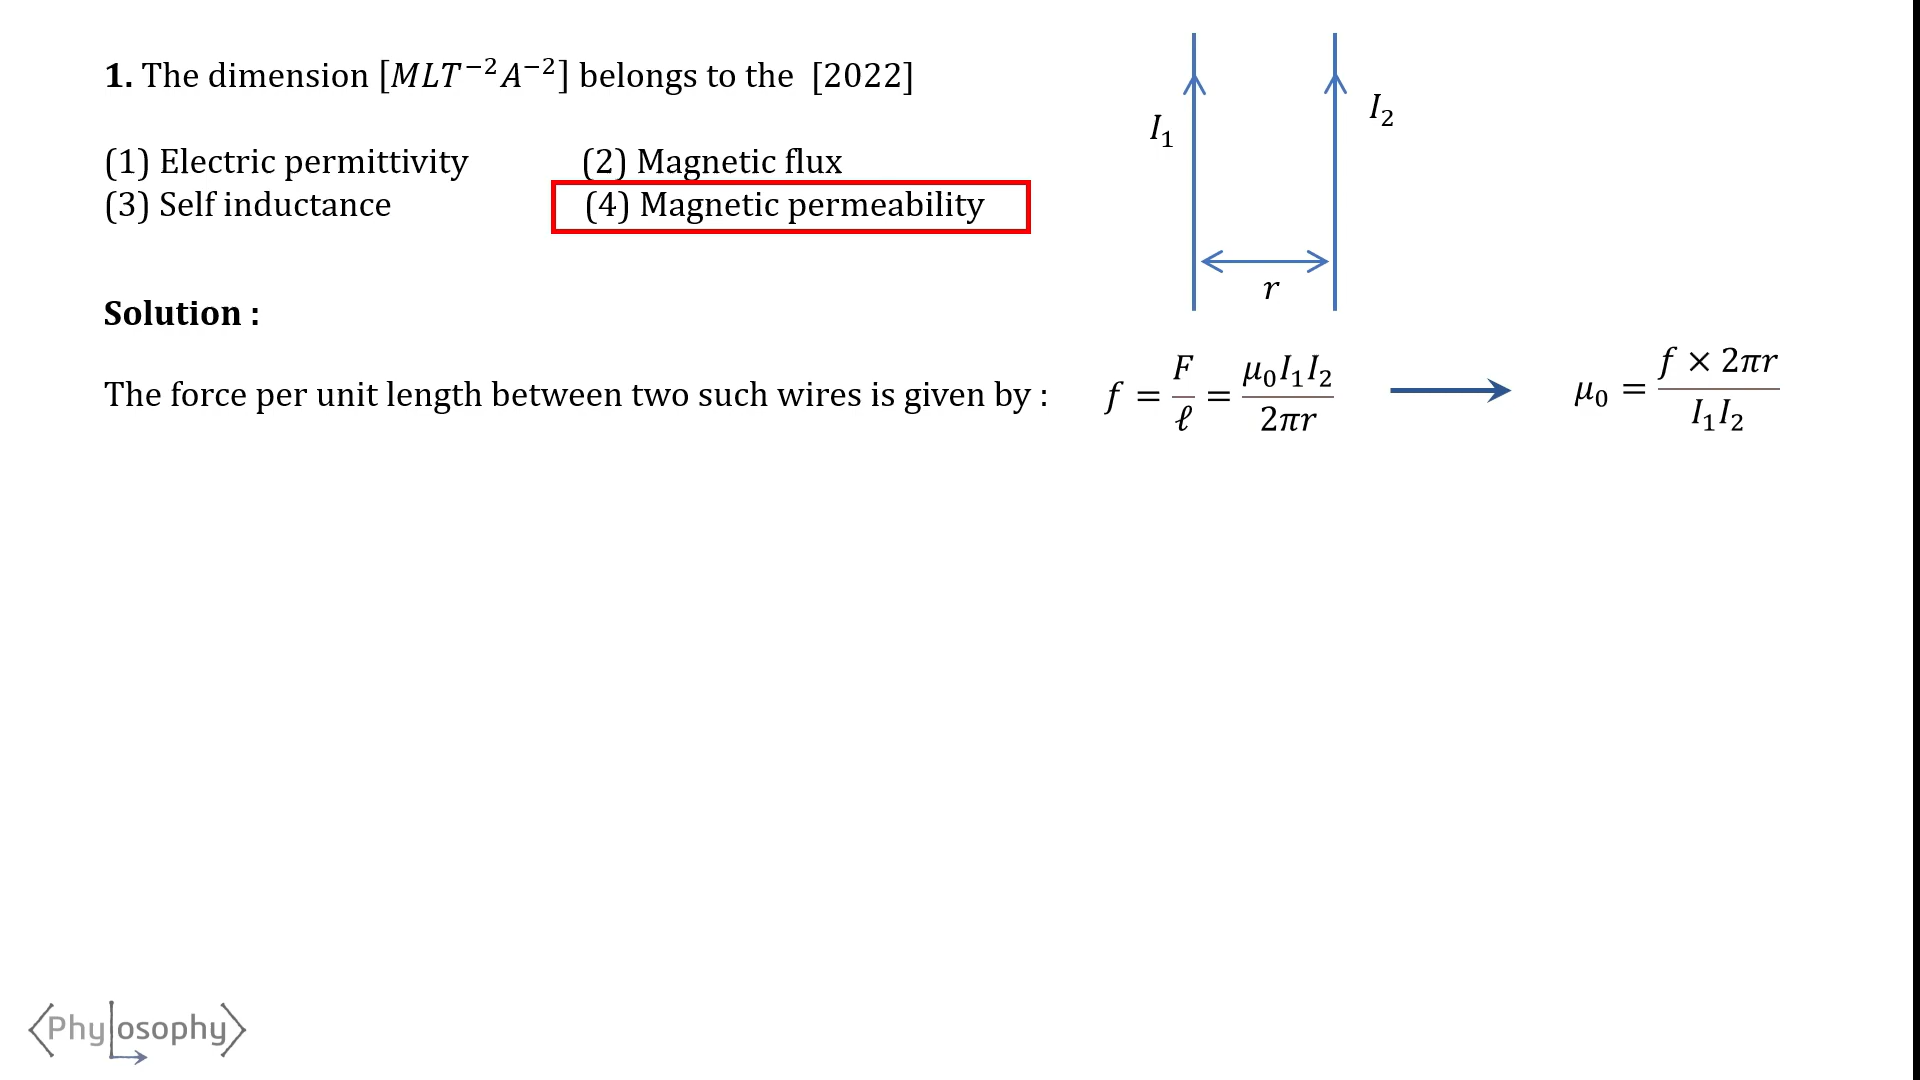 1. The dimension [MLT⁻²A⁻²] belongs to the [2022]
(1) Electric permittivity (2) Magnetic flux
(3) Self inductance (4) Magnetic permeability
I₁
I₂
r
Solution :
The force per unit length between two such wires is given by : f = F/ℓ = μ₀I₁I₂/2πr μ₀ = f × 2πr/I₁I₂
Phylosophy